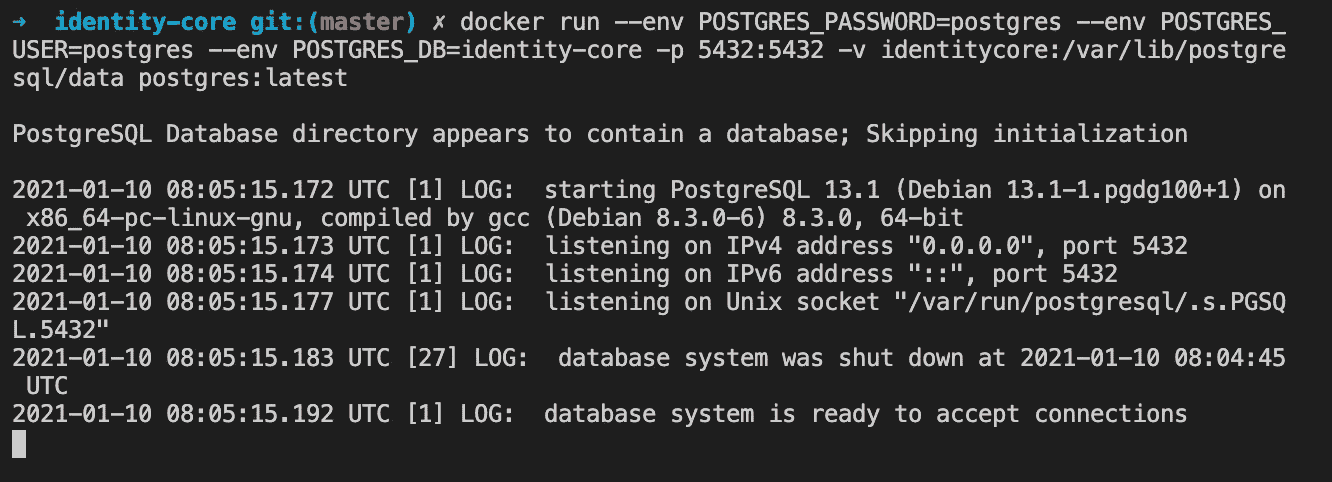 ➜  identity-core git:(master) ✗ docker run --env POSTGRES_PASSWORD=postgres --env POSTGRES_
USER=postgres --env POSTGRES_DB=identity-core -p 5432:5432 -v identitycore:/var/lib/postgre
sql/data postgres:latest
PostgreSQL Database directory appears to contain a database; Skipping initialization
2021-01-10 08:05:15.172 UTC [1] LOG:  starting PostgreSQL 13.1 (Debian 13.1-1.pgdg100+1) on
 x86_64-pc-linux-gnu, compiled by gcc (Debian 8.3.0-6) 8.3.0, 64-bit
2021-01-10 08:05:15.173 UTC [1] LOG:  listening on IPv4 address "0.0.0.0", port 5432
2021-01-10 08:05:15.174 UTC [1] LOG:  listening on IPv6 address "::", port 5432
2021-01-10 08:05:15.177 UTC [1] LOG:  listening on Unix socket "/var/run/postgresql/.s.PGSQ
L.5432"
2021-01-10 08:05:15.183 UTC [27] LOG:  database system was shut down at 2021-01-10 08:04:45
 UTC
2021-01-10 08:05:15.192 UTC [1] LOG:  database system is ready to accept connections